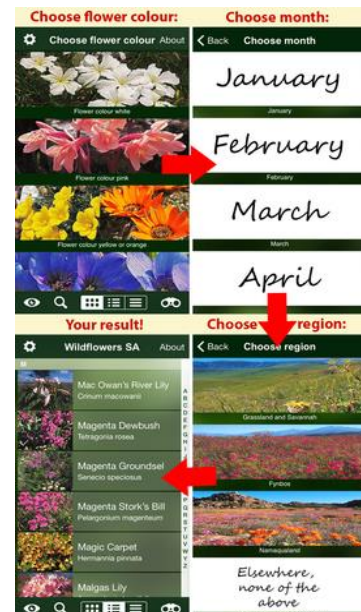 Choose flower colour:
Choose flower colour
About
Flower colour white
Flower colour pink
Flower colour yellow or orange
Choose month:
Back
Choose month
January
January
February
February
March
March
April
Choose region:
Back
Choose region
Grassland and Savannah
Fynbos
Namaqualand
Elsewhere,
none of the
above
Your result!
Wildflowers SA
About
M
Mac Owan's River Lily
Crinum macowanii
Magenta Dewbush
Tetragonia rosea
Magenta Groundsel
Senecio speciosus
Magenta Stork's Bill
Pelargonium magenteum
Magic Carpet
Hermannia pinnata
Malgas Lily
A
B
C
D
E
F
G
H
I
P
Q
R
S
T
U
V
W
Y
Z